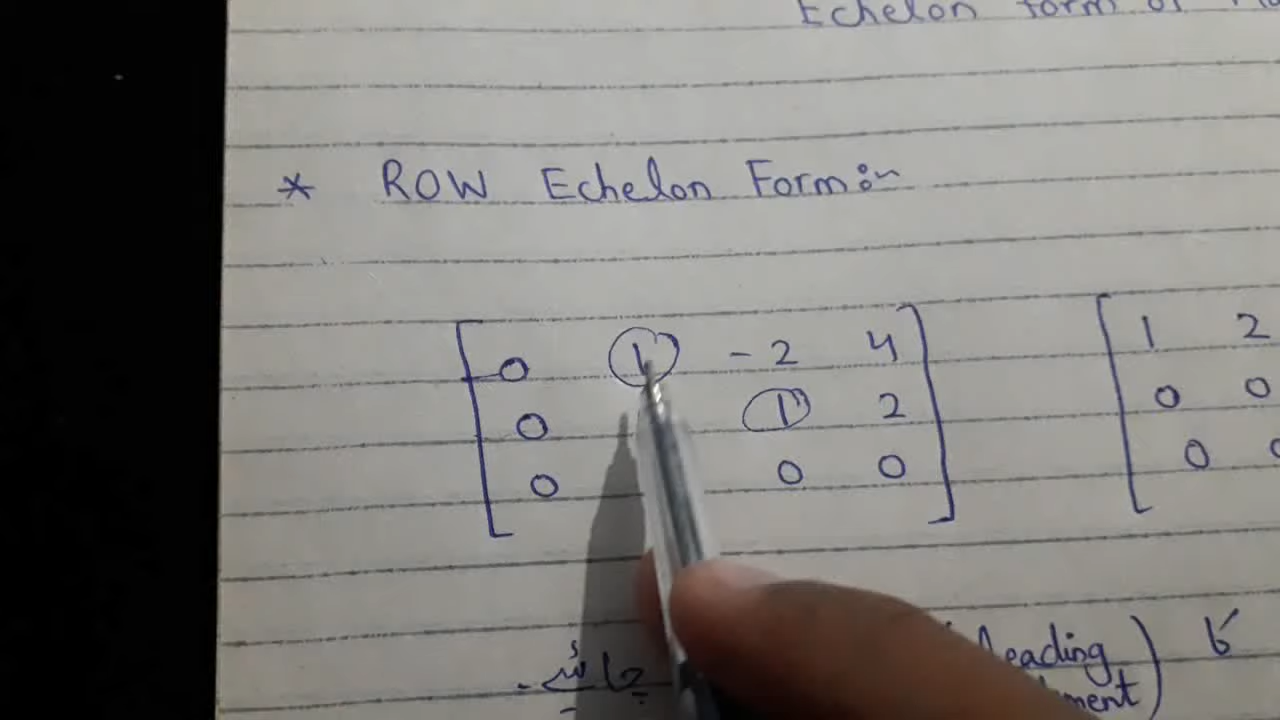 Echelon form of
* ROW Echelon Form:~
0 1 -2 4 1 2
0 1 2 0 0
0 0 0 0
leading
جائے -